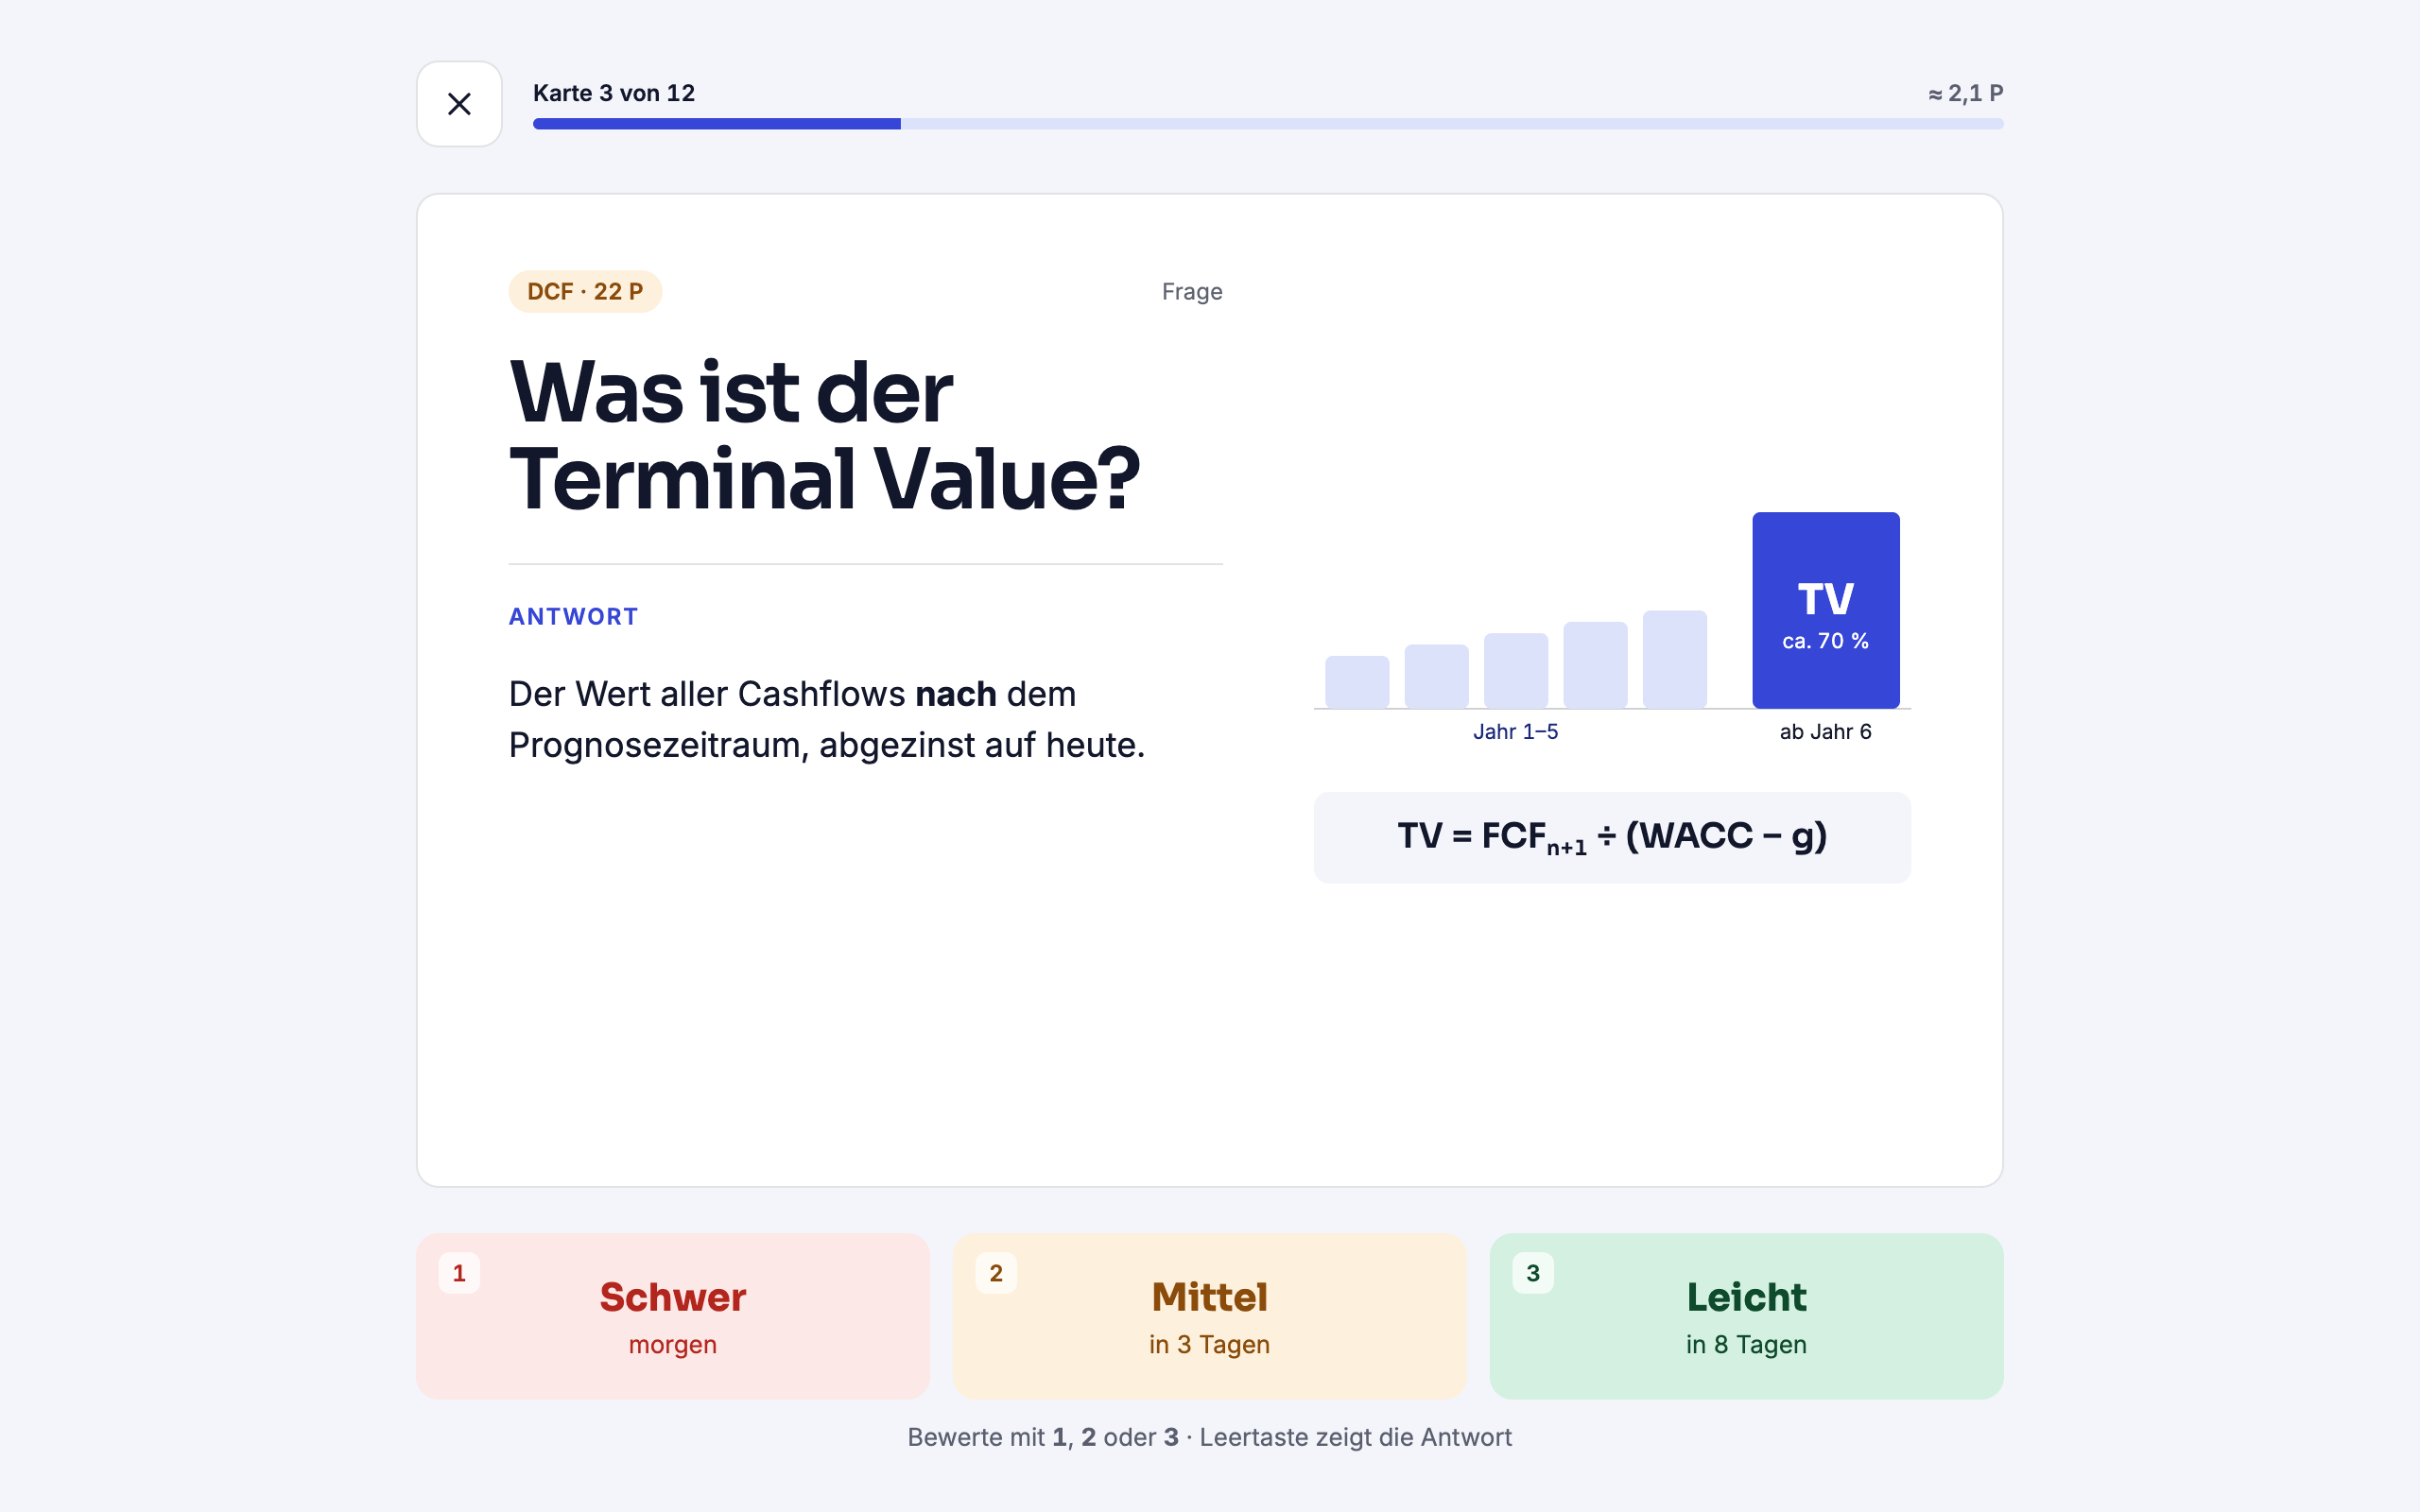 Karte 3 von 12
≈ 2,1 P
DCF · 22 P
Frage
Was ist der
Terminal Value?
ANTWORT
Der Wert aller Cashflows nach dem
Prognosezeitraum, abgezinst auf heute.
TV
ca. 70 %
Jahr 1–5
ab Jahr 6
TV = FCFn+1 ÷ (WACC − g)
1
Schwer
morgen
2
Mittel
in 3 Tagen
3
Leicht
in 8 Tagen
Bewerte mit 1, 2 oder 3 · Leertaste zeigt die Antwort